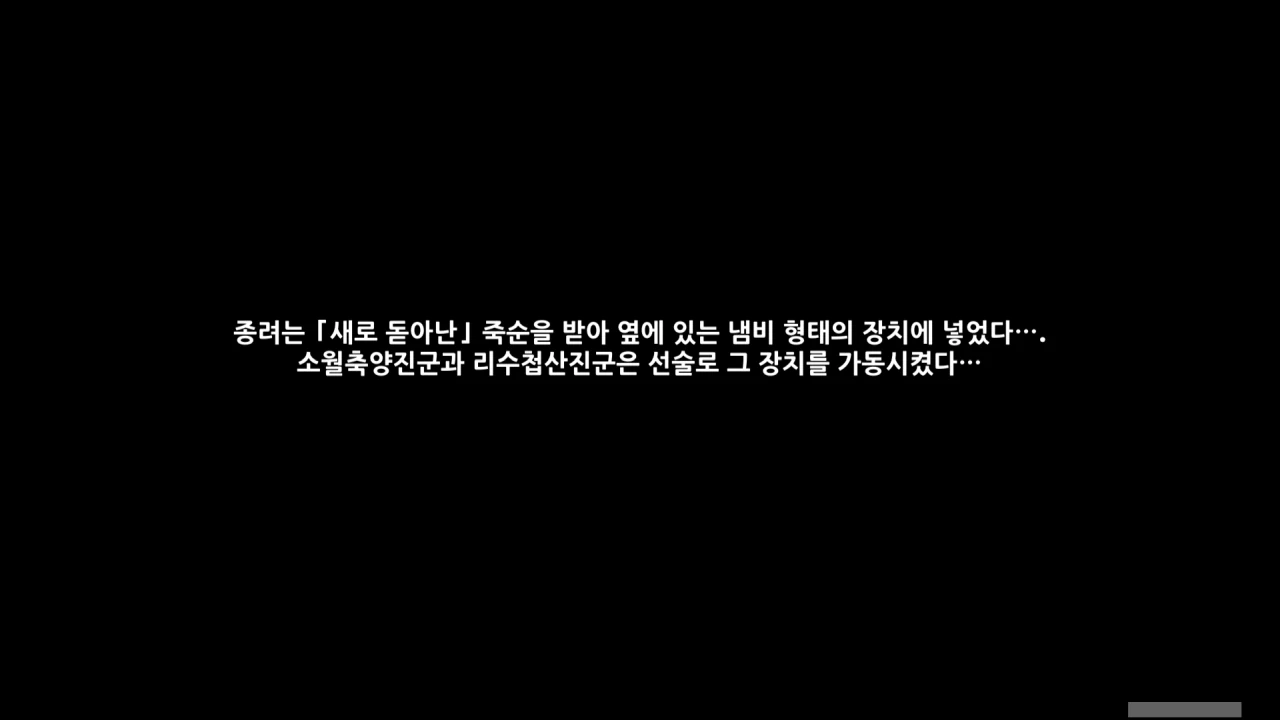 종려는 「새로 돋아난」 죽순을 받아 옆에 있는 냄비 형태의 장치에 넣었다….
소월축양진군과 리수첩산진군은 선술로 그 장치를 가동시켰다…